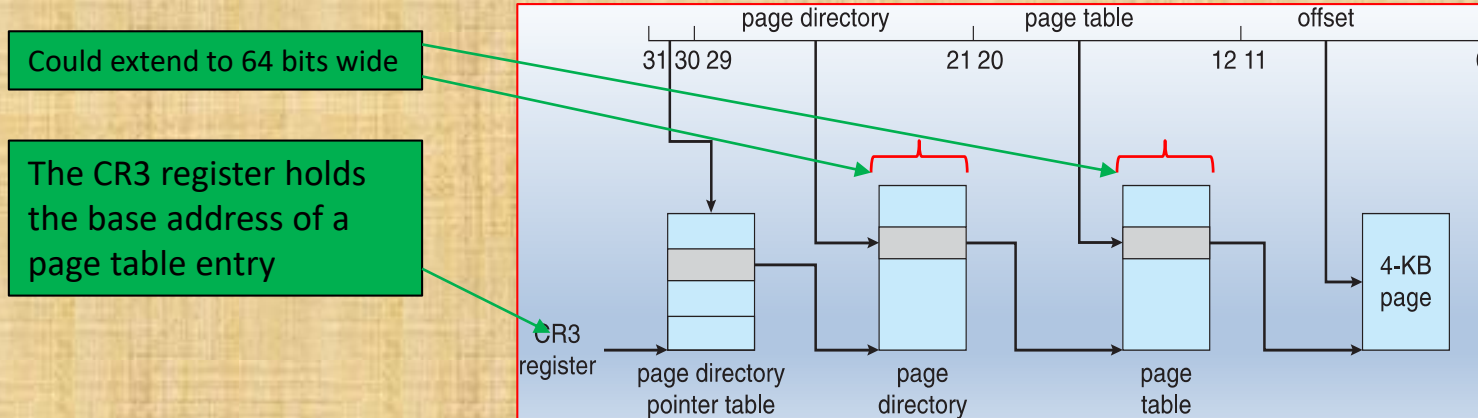 page directory page table offset
Could extend to 64 bits wide
31 30 29 21 20 12 11
The CR3 register holds
the base address of a
page table entry
4-KB
page
CR3
register
page directory
pointer table
page
directory
page
table